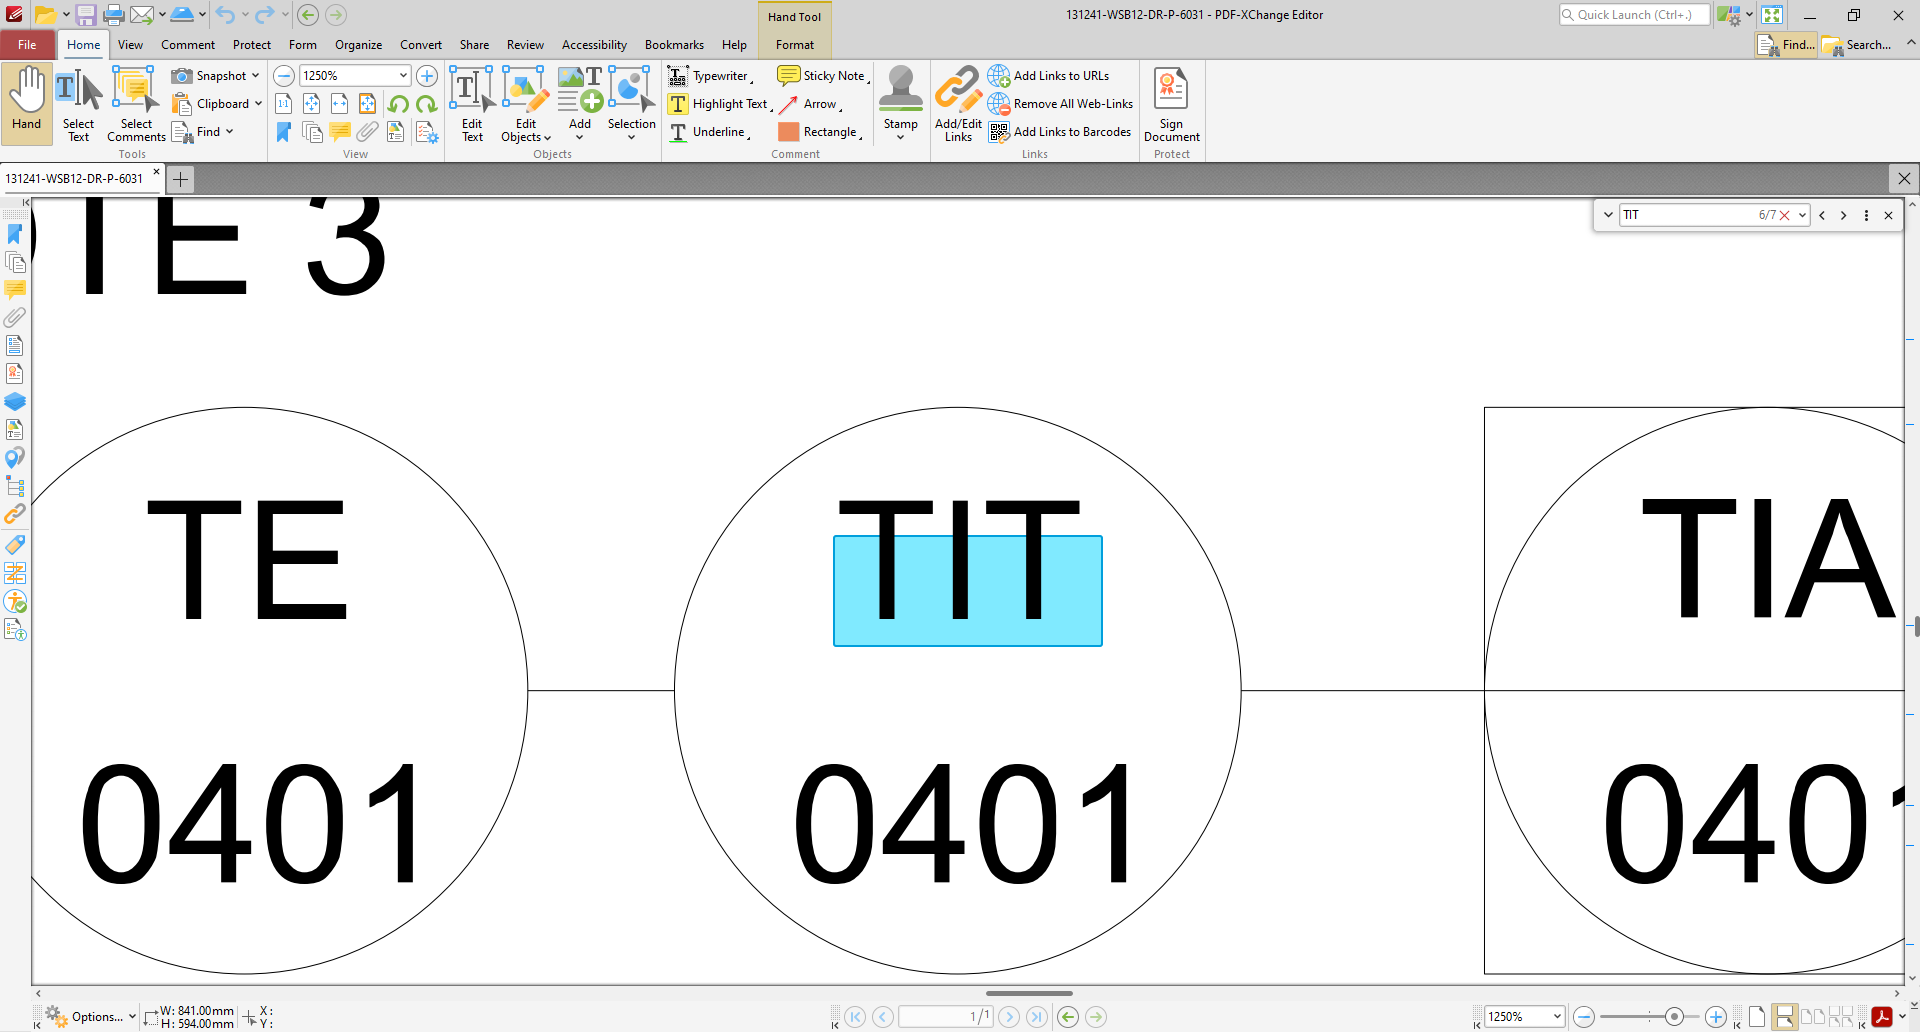 Hand Tool
131241-WSB12-DR-P-6031 - PDF-XChange Editor
Quick Launch (Ctrl+.)
File Home View Comment Protect Form Organize Convert Share Review Accessibility Bookmarks Help Format
Find... Search...
Hand
Select Text
Select Comments
Snapshot
Clipboard
Find
Tools
1250%
1:1
View
Edit Text
Edit Objects
Add
Selection
Objects
Typewriter
Highlight Text
Underline
Sticky Note
Arrow
Rectangle
Stamp
Comment
Add/Edit Links
Add Links to URLs
Remove All Web-Links
Add Links to Barcodes
Links
Sign Document
Protect
131241-WSB12-DR-P-6031
TIT 6/7
TE 3
TE
0401
TIT
0401
TIA
040
Options...
W: 841.00mm
H: 594.00mm
X:
Y:
1/1
1250%